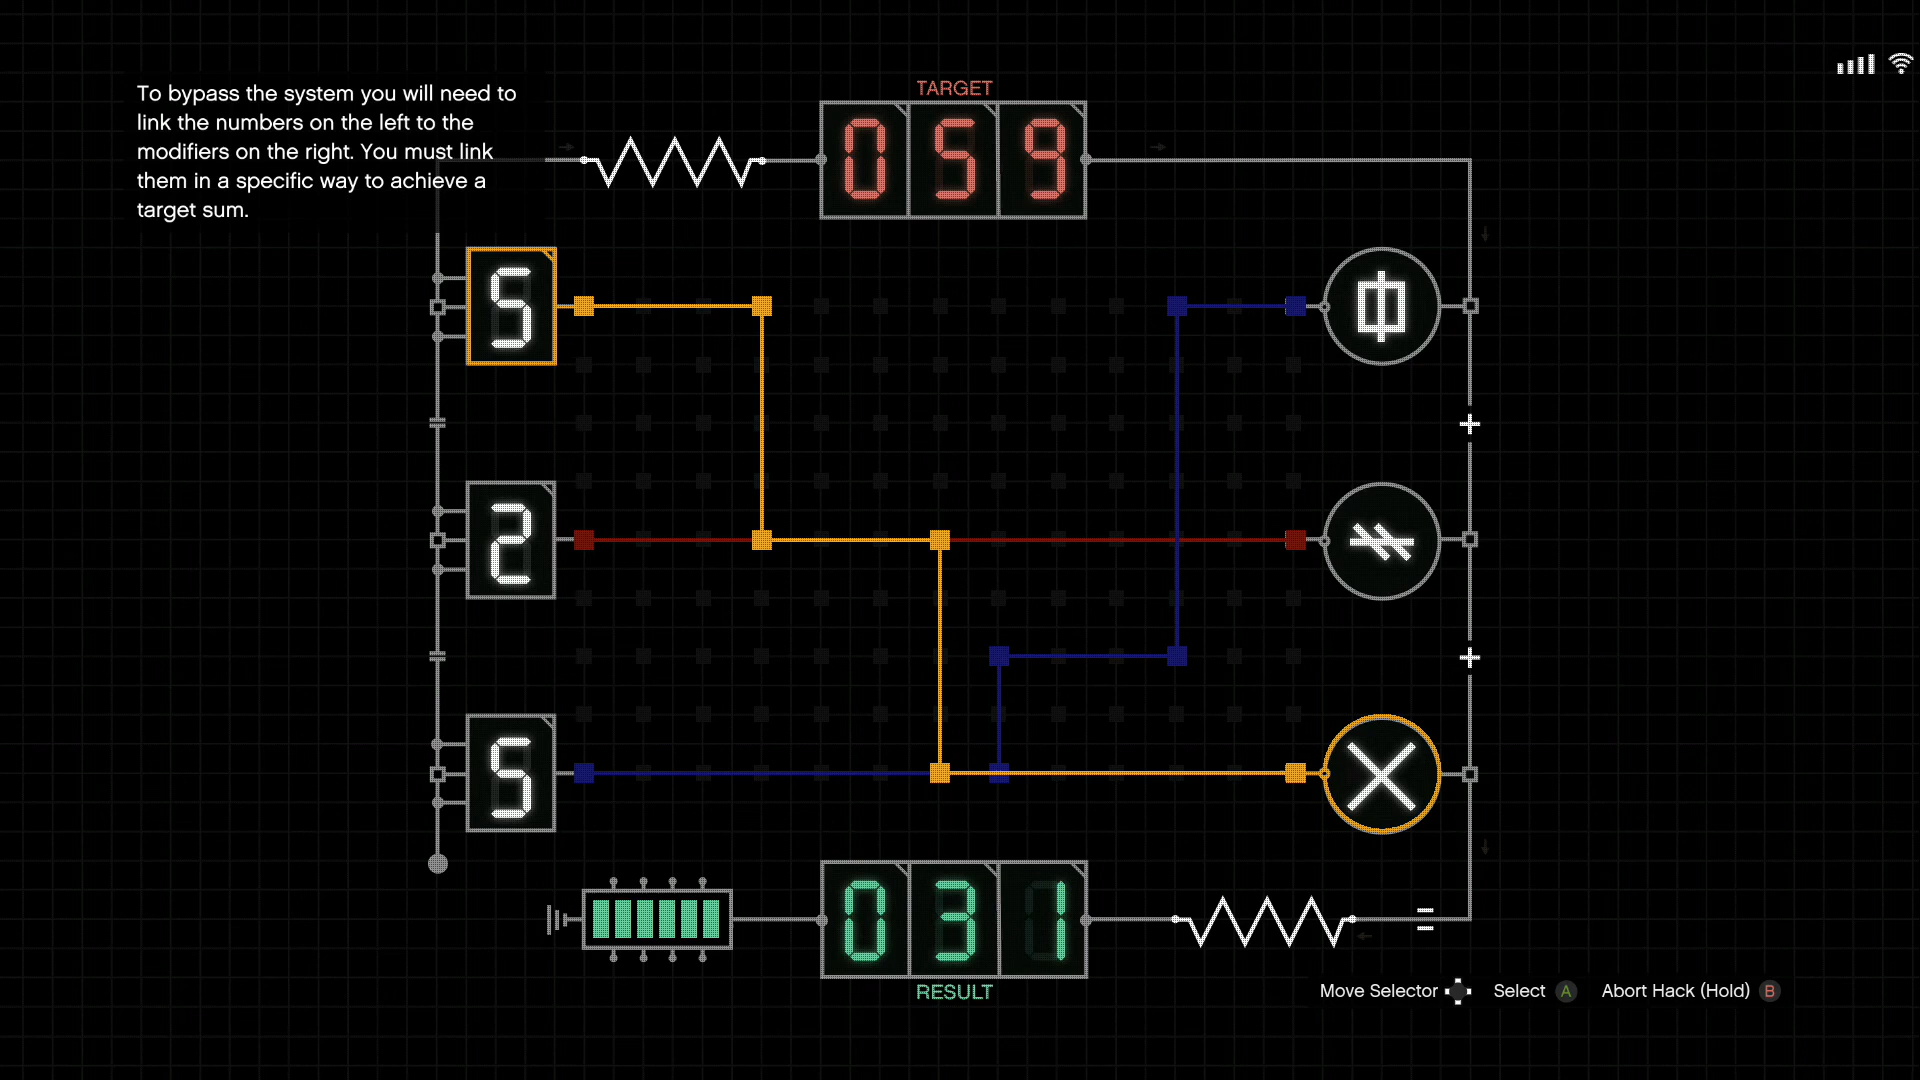 To bypass the system you will need to
link the numbers on the left to the
modifiers on the right. You must link
them in a specific way to achieve a
target sum.
TARGET
059
5
2
5
+
+
=
031
RESULT
Move Selector
Select A
Abort Hack (Hold) B